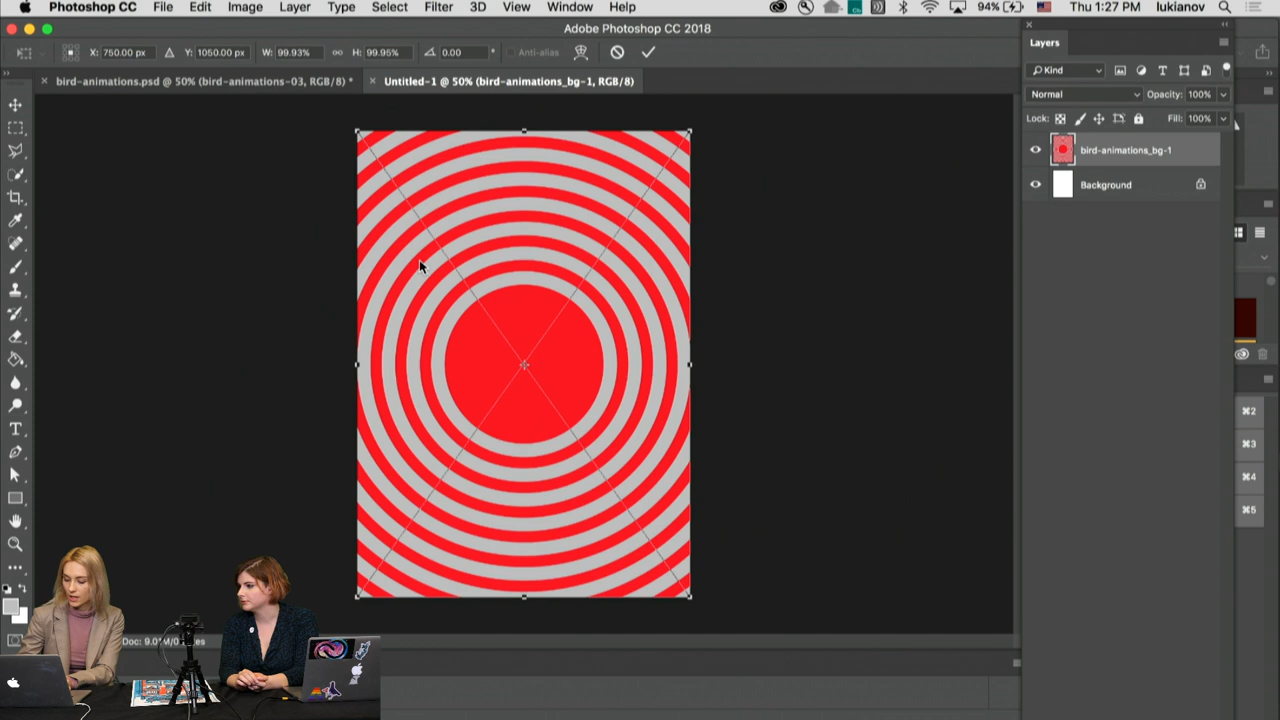 Photoshop CC File Edit Image Layer Type Select Filter 3D View Window Help 94% Thu 1:27 PM lukianov
Adobe Photoshop CC 2018
X: 750.00 px Y: 1050.00 px W: 99.93% H: 99.95% 0.00 ° Anti-alias
× bird-animations.psd @ 50% (bird-animations-03, RGB/8) * × Untitled-1 @ 50% (bird-animations_bg-1, RGB/8)
Layers
Kind
Normal Opacity: 100%
Lock: Fill: 100%
bird-animations_bg-1
Background
⌘2
⌘3
⌘4
⌘5